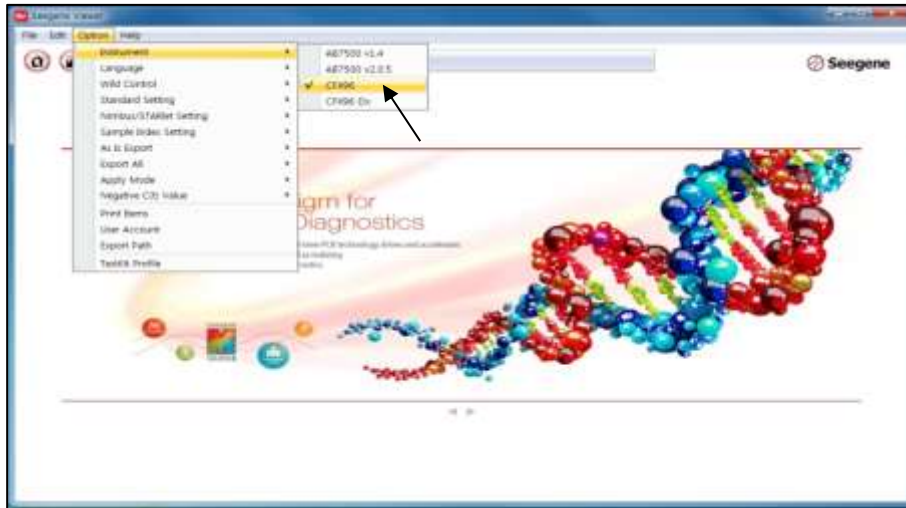 Seegene Viewer
File Edit Option Help
Seegene
Instrument
Language
Wild Control
Standard Setting
Nimbus/STARlet Setting
Sample Index Setting
As is Export
Export All
Apply Mode
Negative C(t) Value
Print Items
User Account
Export Path
TestKit Profile
AB7500 v1.4
AB7500 v2.0.5
CFX96
CFX96 Dx
igm for
Diagnostics